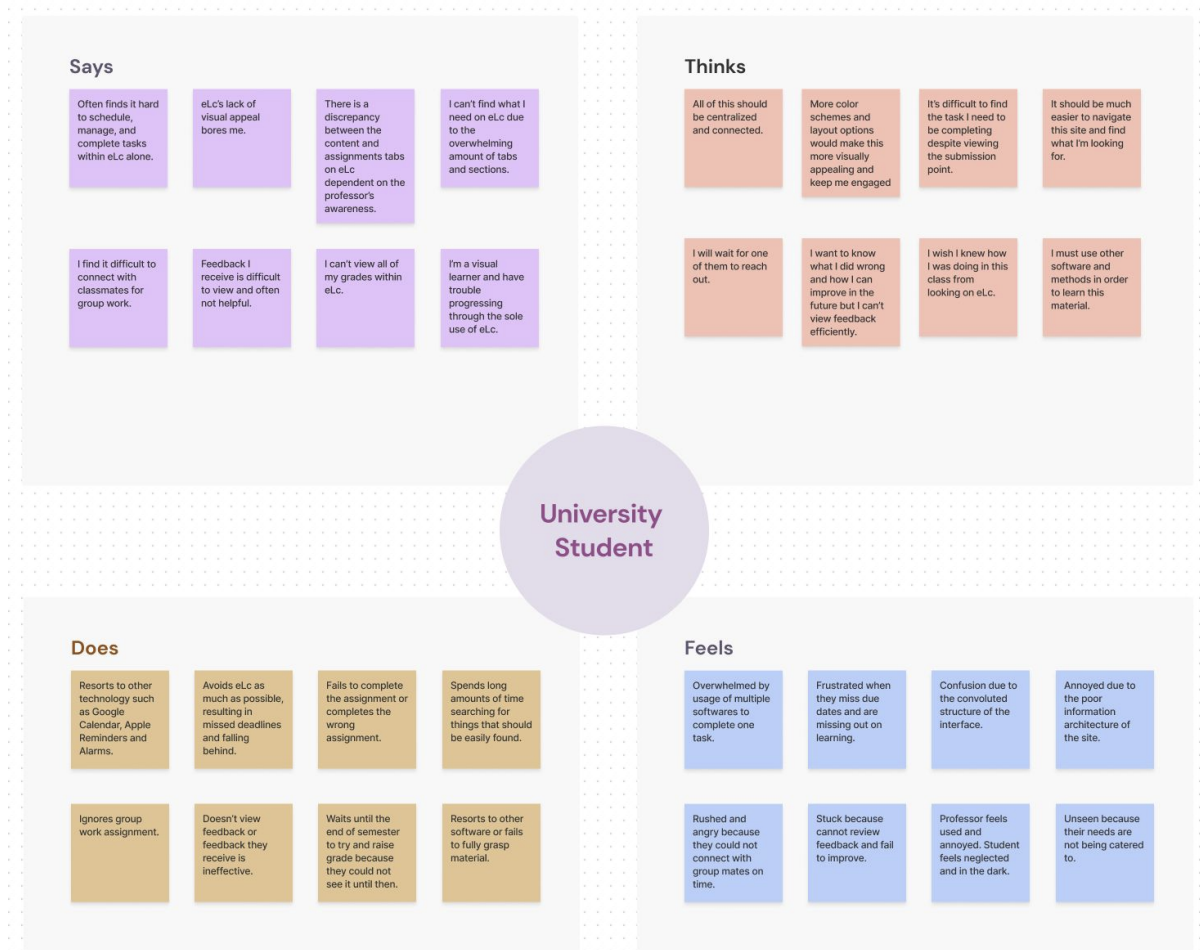 Says
Often finds it hard
to schedule,
manage, and
complete tasks
within eLc alone.
eLc's lack of
visual appeal
bores me.
There is a
discrepancy
between the
content and
assignments tabs
on eLc
dependent on the
professor's
awareness.
I can't find what I
need on eLc due
to the
overwhelming
amount of tabs
and sections.
I find it difficult to
connect with
classmates for
group work.
Feedback I
receive is difficult
to view and often
not helpful.
I can't view all of
my grades within
eLc.
I'm a visual
learner and have
trouble
progressing
through the sole
use of eLc.
Thinks
All of this should
be centralized
and connected.
More color
schemes and
layout options
would make this
more visually
appealing and
keep me engaged
It's difficult to find
the task I need to
be completing
despite viewing
the submission
point.
It should be much
easier to navigate
this site and find
what I'm looking
for.
I will wait for one
of them to reach
out.
I want to know
what I did wrong
and how I can
improve in the
future but I can't
view feedback
efficiently.
I wish I knew how
I was doing in this
class from
looking on eLc.
I must use other
software and
methods in order
to learn this
material.
University
Student
Does
Resorts to other
technology such
as Google
Calendar, Apple
Reminders and
Alarms.
Avoids eLc as
much as possible,
resulting in
missed deadlines
and falling
behind.
Fails to complete
the assignment or
completes the
wrong
assignment.
Spends long
amounts of time
searching for
things that should
be easily found.
Ignores group
work assignment.
Doesn't view
feedback or
feedback they
receive is
ineffective.
Waits until the
end of semester
to try and raise
grade because
they could not
see it until then.
Resorts to other
software or fails
to fully grasp
material.
Feels
Overwhelmed by
usage of multiple
softwares to
complete one
task.
Frustrated when
they miss due
dates and are
missing out on
learning.
Confusion due to
the convoluted
structure of the
interface.
Annoyed due to
the poor
information
architecture of
the site.
Rushed and
angry because
they could not
connect with
group mates on
time.
Stuck because
cannot review
feedback and fail
to improve.
Professor feels
used and
annoyed. Student
feels neglected
and in the dark.
Unseen because
their needs are
not being catered
to.